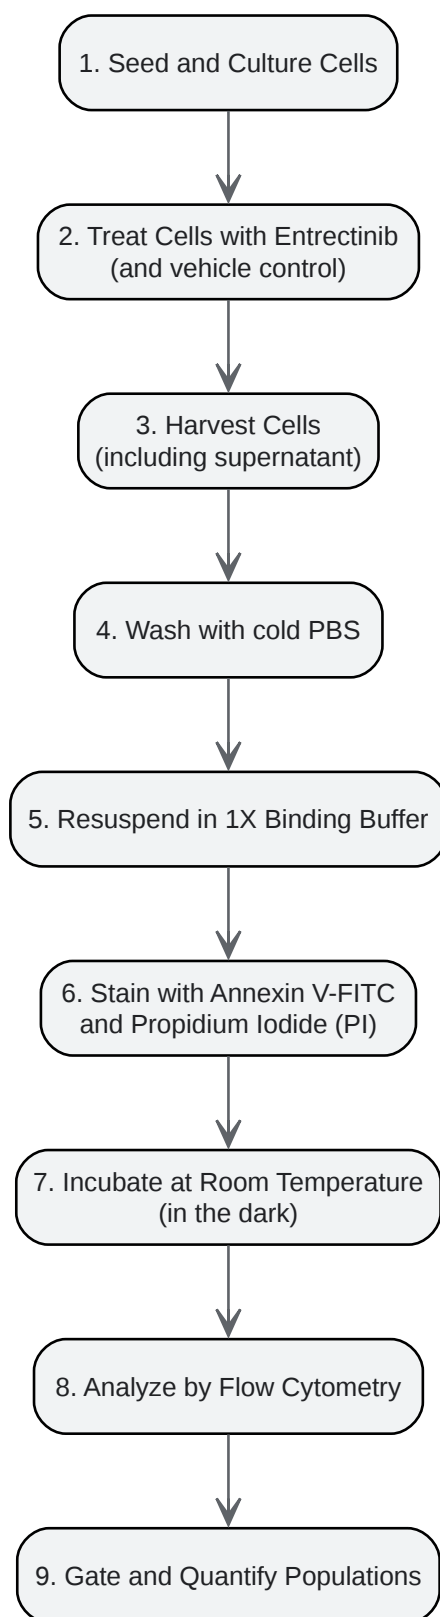 1. Seed and Culture Cells
2. Treat Cells with Entrectinib
(and vehicle control)
3. Harvest Cells
(including supernatant)
4. Wash with cold PBS
5. Resuspend in 1X Binding Buffer
6. Stain with Annexin V-FITC
and Propidium Iodide (PI)
7. Incubate at Room Temperature
(in the dark)
8. Analyze by Flow Cytometry
9. Gate and Quantify Populations